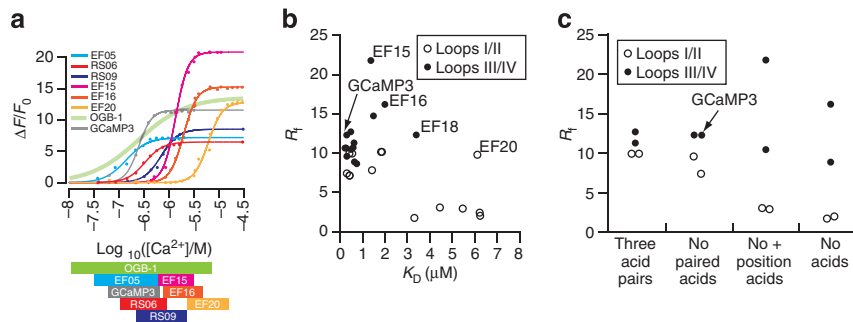 a
ΔF/F0
25
20
15
10
5
0
EF05
RS06
RS09
EF15
EF16
EF20
OGB-1
GCaMP3
−8
−7.5
−7
−6.5
−6
−5.5
−5
−4.5
Log 10([Ca2+]/M)
OGB-1
EF05 EF15
GCaMP3 EF16
RS06 EF20
RS09
b
Rf
25
20
15
10
5
0
EF15
Loops I/II
Loops III/IV
GCaMP3
EF16
EF18
EF20
0 1 2 3 4 5 6 7 8
KD (μM)
c
Rf
25
20
15
10
5
0
Loops I/II
Loops III/IV
GCaMP3
Three acid pairs
No paired acids
No + position acids
No acids